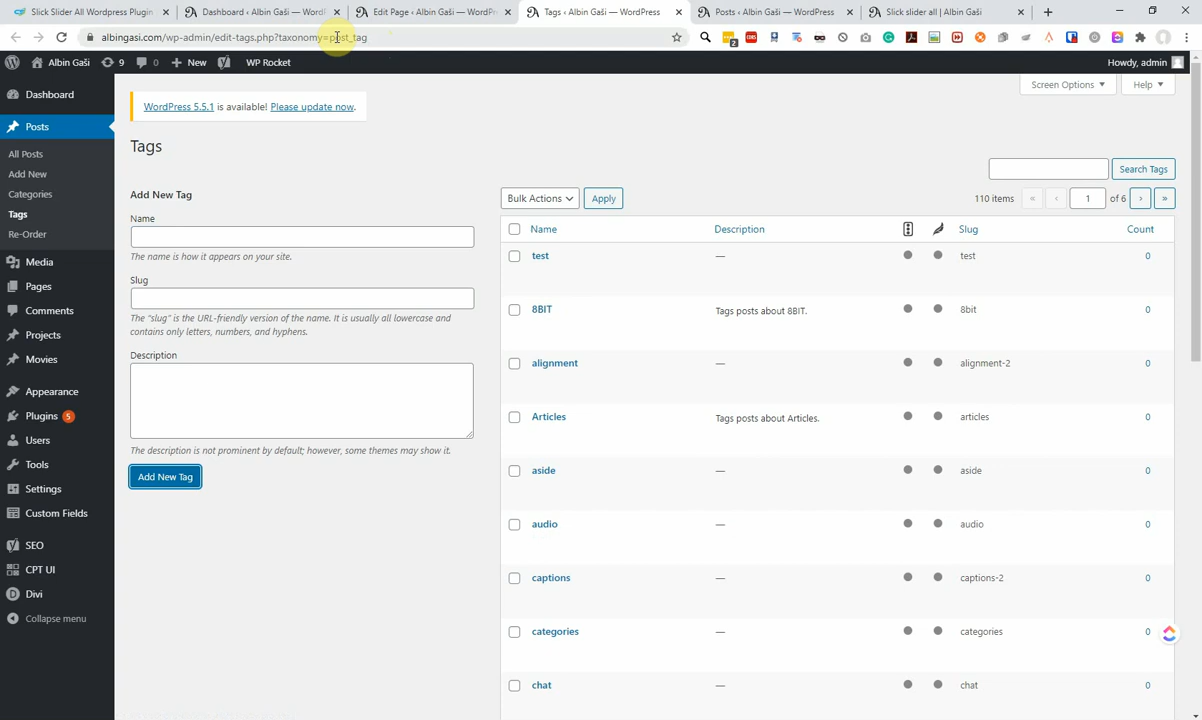 Slick Slider All Wordpress Plugin
Dashboard ‹ Albin Gaši — WordP
Edit Page ‹ Albin Gaši — WordPr
Tags ‹ Albin Gaši — WordPress
Posts ‹ Albin Gaši — WordPress
Slick slider all | Albin Gaši
albingasi.com/wp-admin/edit-tags.php?taxonomy=post_tag
2
Albin Gaši
9
0
New
WP Rocket
Howdy, admin
Screen Options
Help
Dashboard
Posts
All Posts
Add New
Categories
Tags
Re-Order
Media
Pages
Comments
Projects
Movies
Appearance
Plugins 5
Users
Tools
Settings
Custom Fields
SEO
CPT UI
Divi
Collapse menu
WordPress 5.5.1 is available! Please update now.
Tags
Add New Tag
Name
The name is how it appears on your site.
Slug
The "slug" is the URL-friendly version of the name. It is usually all lowercase and
contains only letters, numbers, and hyphens.
Description
The description is not prominent by default; however, some themes may show it.
Add New Tag
Search Tags
Bulk Actions
Apply
110 items « ‹ 1 of 6 › »
Name Description Slug Count
test — test 0
8BIT Tags posts about 8BIT. 8bit 0
alignment — alignment-2 0
Articles Tags posts about Articles. articles 0
aside — aside 0
audio — audio 0
captions — captions-2 0
categories — categories 0
chat — chat 0